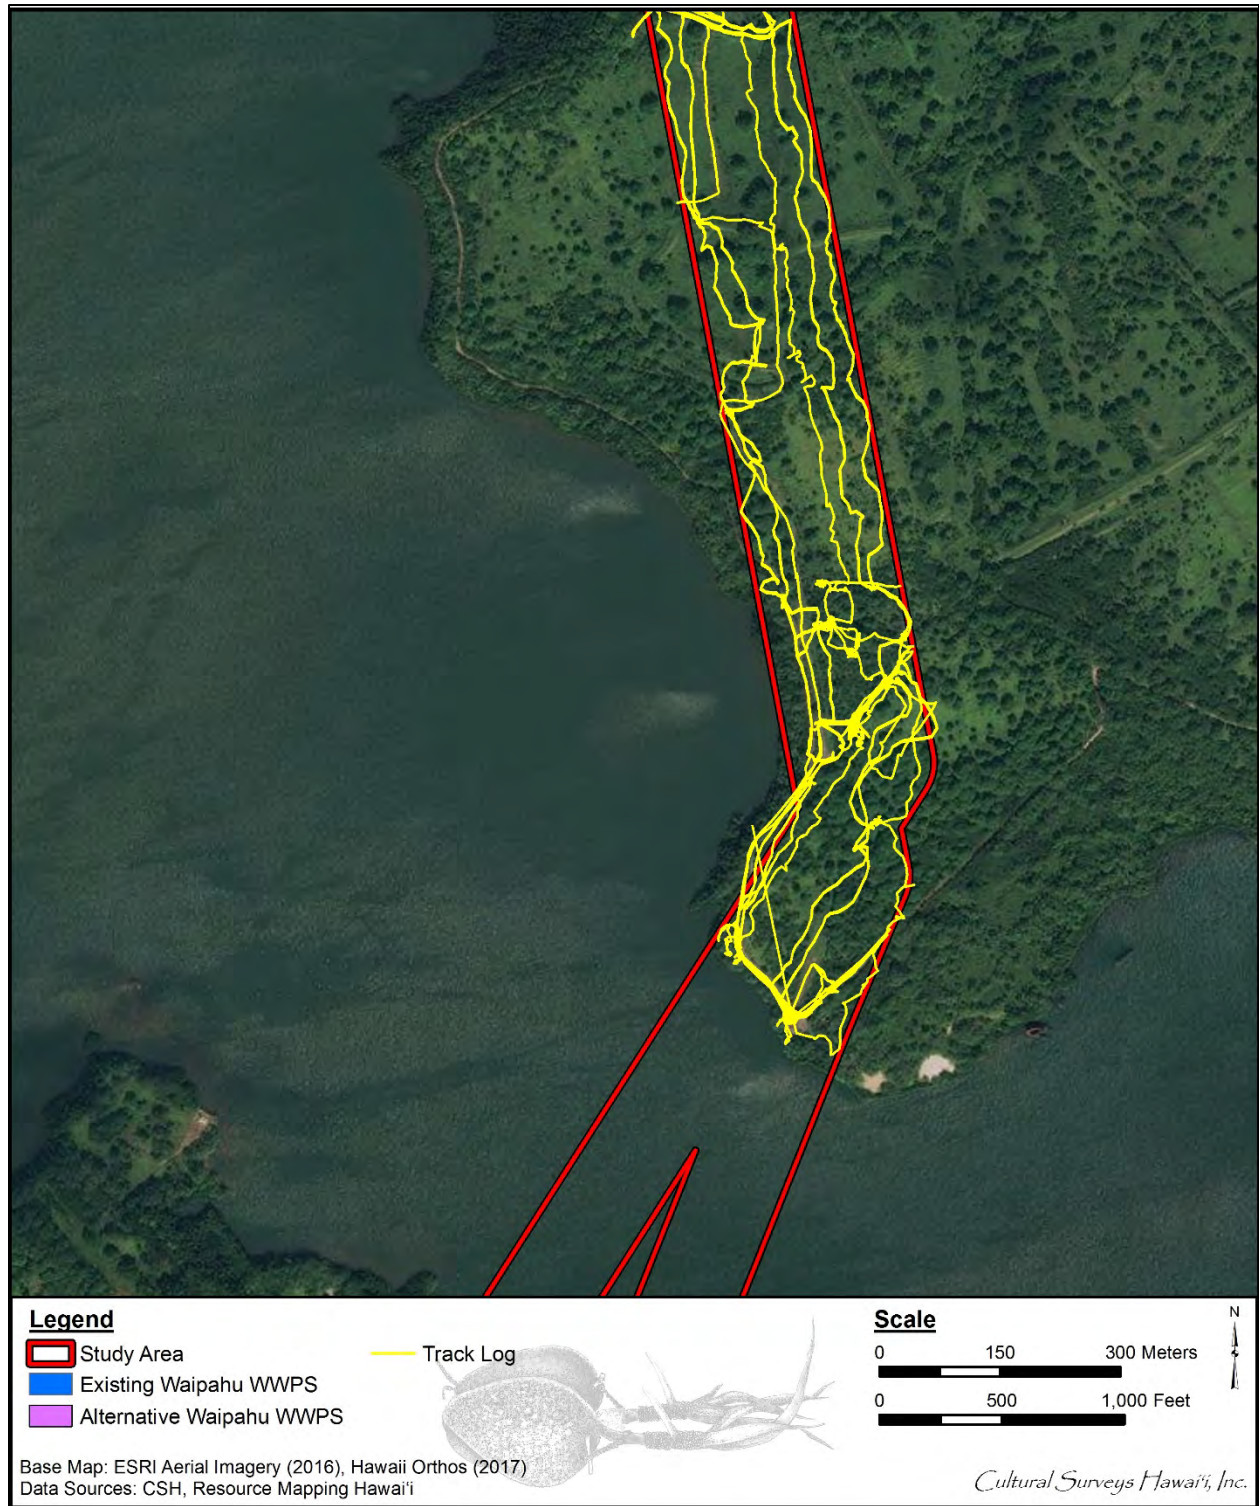 Legend
Study Area
Track Log
Existing Waipahu WWPS
Alternative Waipahu WWPS
Base Map: ESRI Aerial Imagery (2016), Hawaii Orthos (2017)
Data Sources: CSH, Resource Mapping Hawai‘i
Scale
0 150 300 Meters
0 500 1,000 Feet
N
Cultural Surveys Hawai‘i, Inc.